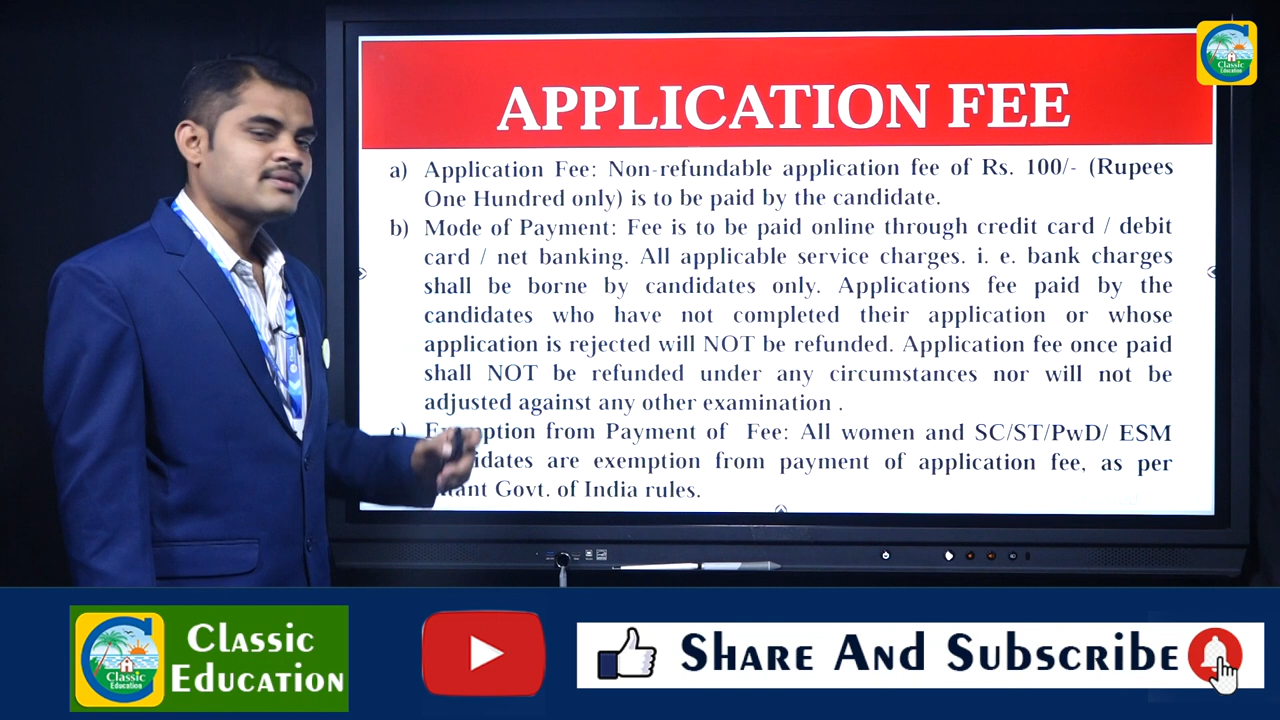 APPLICATION FEE
Classic
Education
a) Application Fee: Non-refundable application fee of Rs. 100/- (Rupees
One Hundred only) is to be paid by the candidate.
b) Mode of Payment: Fee is to be paid online through credit card / debit
card / net banking. All applicable service charges. i. e. bank charges
shall be borne by candidates only. Applications fee paid by the
candidates who have not completed their application or whose
application is rejected will NOT be refunded. Application fee once paid
shall NOT be refunded under any circumstances nor will not be
adjusted against any other examination .
c) from Payment of Fee: All women and SC/ST/PwD/ ESM
are exemption from payment of application fee, as per
Govt. of India rules.
Classic
Education
CLASSIC
EDUCATION
SHARE AND SUBSCRIBE